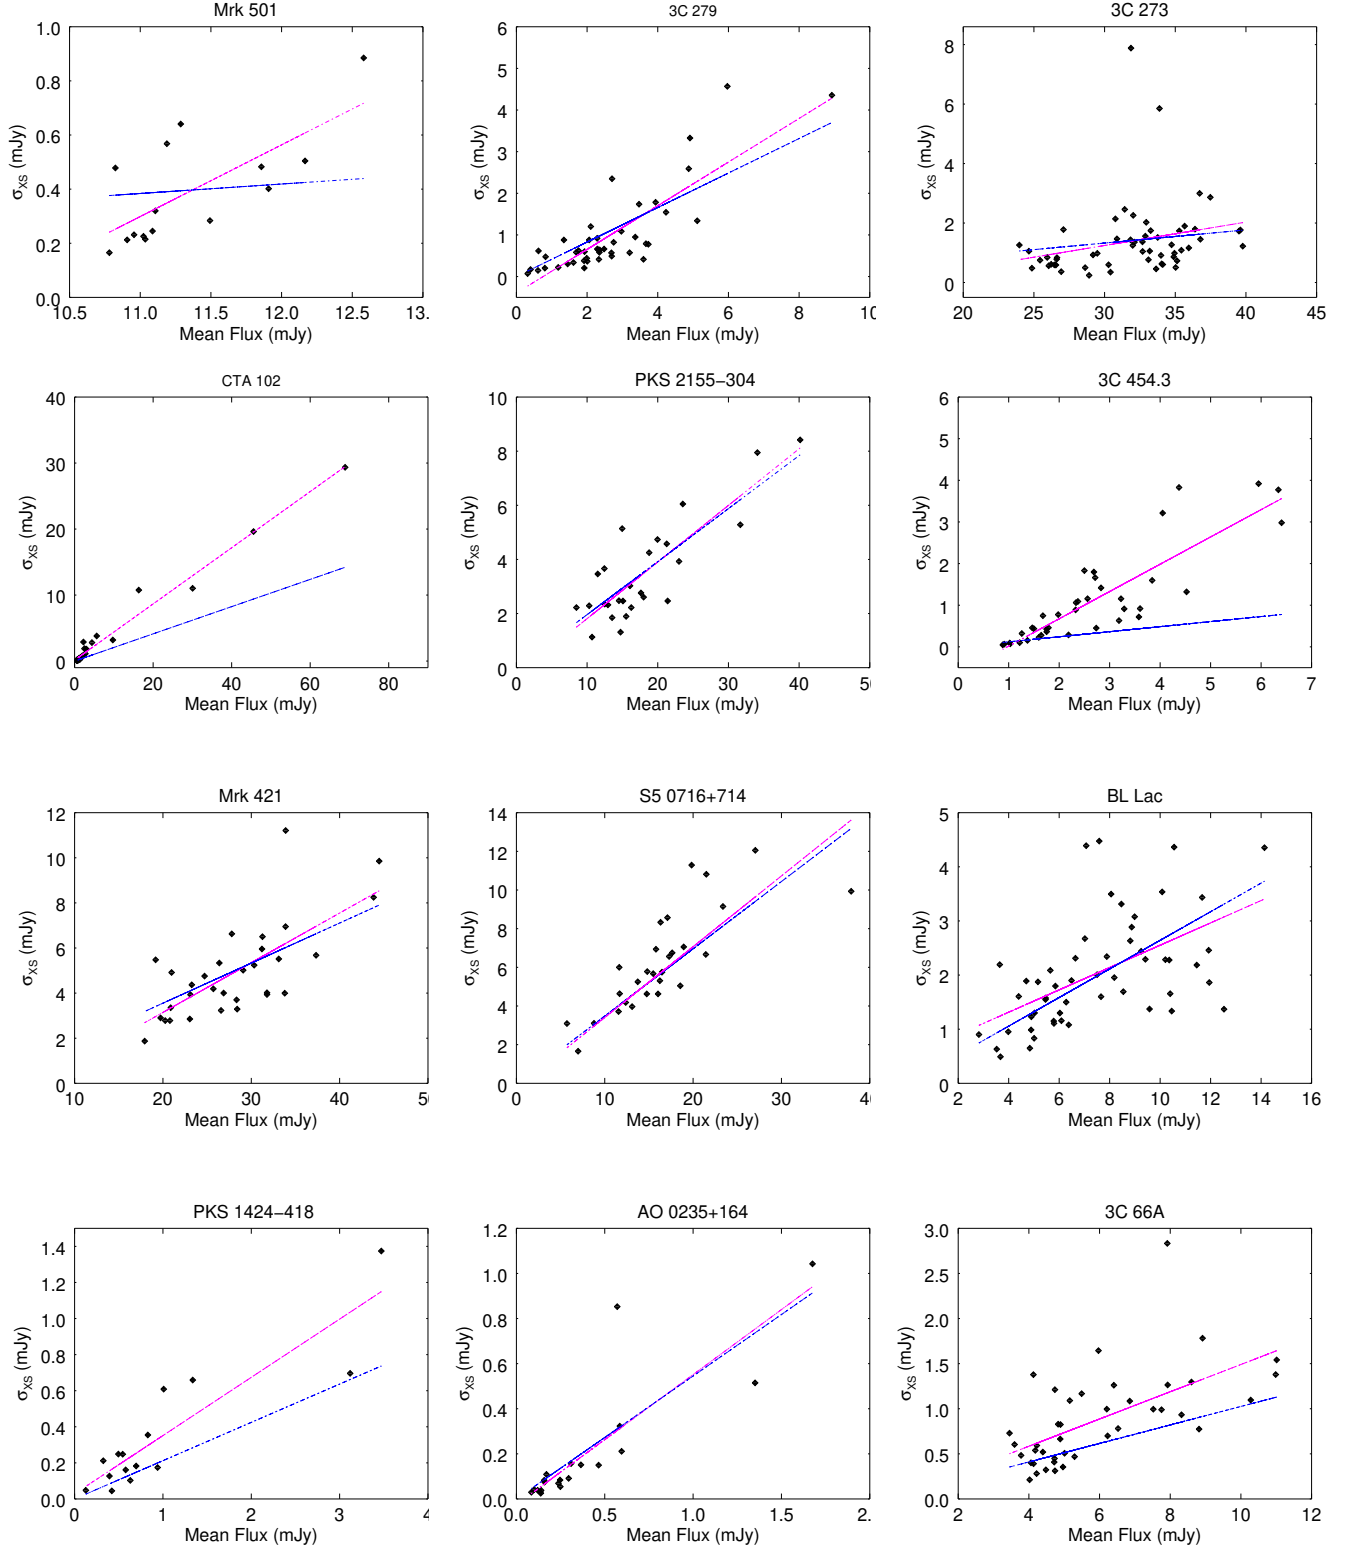 Mrk 501
3C 279
3C 273
1.0
0.8
0.6
0.4
0.2
0.0
σXS (mJy)
10.5 11.0 11.5 12.0 12.5 13.
Mean Flux (mJy)
6
5
4
3
2
1
0
σXS (mJy)
0 2 4 6 8 10
Mean Flux (mJy)
8
6
4
2
0
σXS (mJy)
20 25 30 35 40 45
Mean Flux (mJy)
CTA 102
PKS 2155−304
3C 454.3
40
30
20
10
0
σXS (mJy)
0 20 40 60 80
Mean Flux (mJy)
10
8
6
4
2
0
σXS (mJy)
0 10 20 30 40 5
Mean Flux (mJy)
6
5
4
3
2
1
0
σXS (mJy)
0 1 2 3 4 5 6 7
Mean Flux (mJy)
Mrk 421
S5 0716+714
BL Lac
12
10
8
6
4
2
0
σXS (mJy)
10 20 30 40 5
Mean Flux (mJy)
14
12
10
8
6
4
2
0
σXS (mJy)
0 10 20 30 4
Mean Flux (mJy)
5
4
3
2
1
0
σXS (mJy)
2 4 6 8 10 12 14 16
Mean Flux (mJy)
PKS 1424−418
AO 0235+164
3C 66A
1.4
1.2
1.0
0.8
0.6
0.4
0.2
0.0
σXS (mJy)
0 1 2 3 4
Mean Flux (mJy)
1.2
1.0
0.8
0.6
0.4
0.2
0.0
σXS (mJy)
0.0 0.5 1.0 1.5 2.
Mean Flux (mJy)
3.0
2.5
2.0
1.5
1.0
0.5
0.0
σXS (mJy)
2 4 6 8 10 12
Mean Flux (mJy)